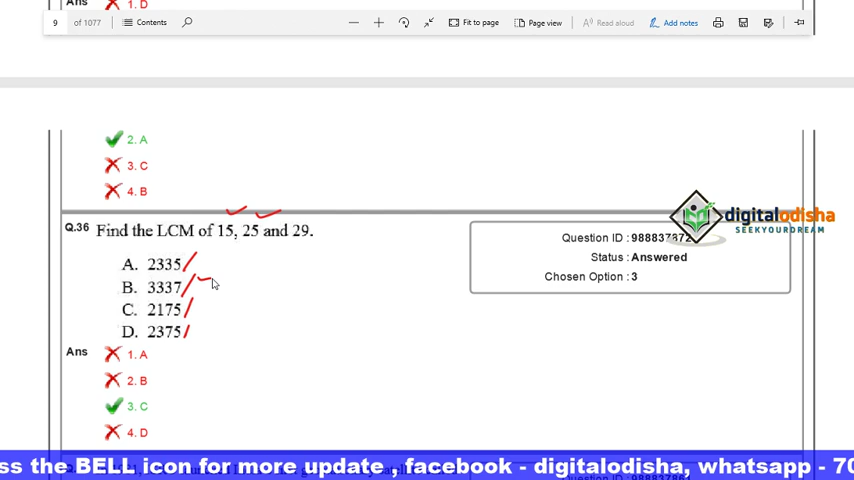 Ans
1. D
9 of 1077 Contents Fit to page Page view Read aloud Add notes
2. A
3. C
4. B
Q.36 Find the LCM of 15, 25 and 29.
A. 2335
B. 3337
C. 2175
D. 2375
Ans
1. A
2. B
3. C
4. D
digitalodisha
SEEKYOURDREAM
Question ID :
Status : Answered
Chosen Option : 3
ss the BELL icon for more update , facebook - digitalodisha, whatsapp - 70